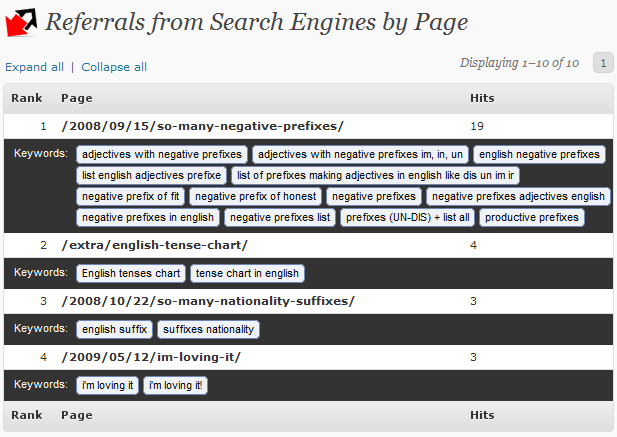 Referrals from Search Engines by Page
Expand all | Collapse all Displaying 1–10 of 10 1
Rank Page Hits
1 /2008/09/15/so-many-negative-prefixes/ 19
Keywords: adjectives with negative prefixes adjectives with negative prefixes im, in, un english negative prefixes
list english adjectives prefixe list of prefixes making adjectives in english like dis un im ir
negative prefix of fit negative prefix of honest negative prefixes negative prefixes adjectives english
negative prefixes in english negative prefixes list prefixes (UN-DIS) + list all productive prefixes
2 /extra/english-tense-chart/ 4
Keywords: English tenses chart tense chart in english
3 /2008/10/22/so-many-nationality-suffixes/ 3
Keywords: english suffix suffixes nationality
4 /2009/05/12/im-loving-it/ 3
Keywords: i'm loving it i'm loving it!
Rank Page Hits